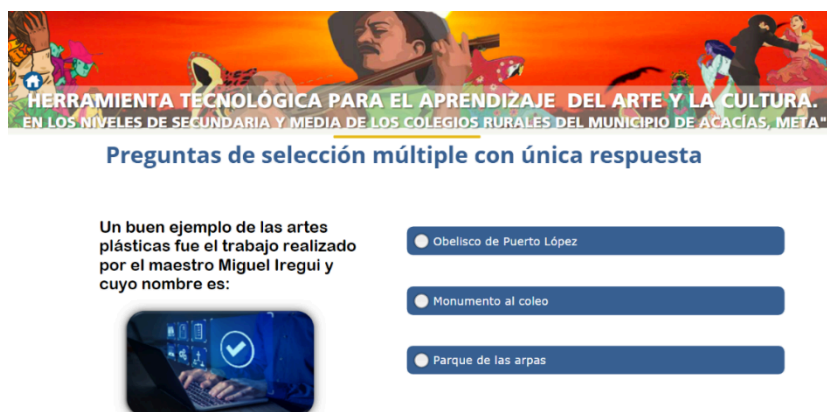 HERRAMIENTA TECNOLÓGICA PARA EL APRENDIZAJE DEL ARTE Y LA CULTURA.
EN LOS NIVELES DE SECUNDARIA Y MEDIA DE LOS COLEGIOS RURALES DEL MUNICIPIO DE ACACÍAS, META"
Preguntas de selección múltiple con única respuesta
Un buen ejemplo de las artes
plásticas fue el trabajo realizado
por el maestro Miguel Iregui y
cuyo nombre es:
Obelisco de Puerto López
Monumento al coleo
Parque de las arpas